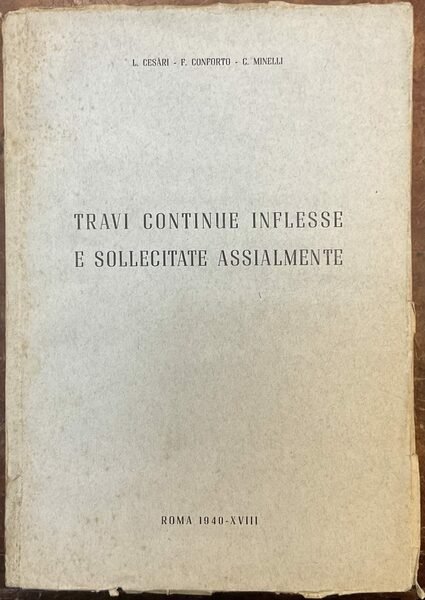 L. CESÀRI - F. CONFORTO - C. MINELLI
TRAVI CONTINUE INFLESSE
E SOLLECITATE ASSIALMENTE
ROMA 1940-XVIII